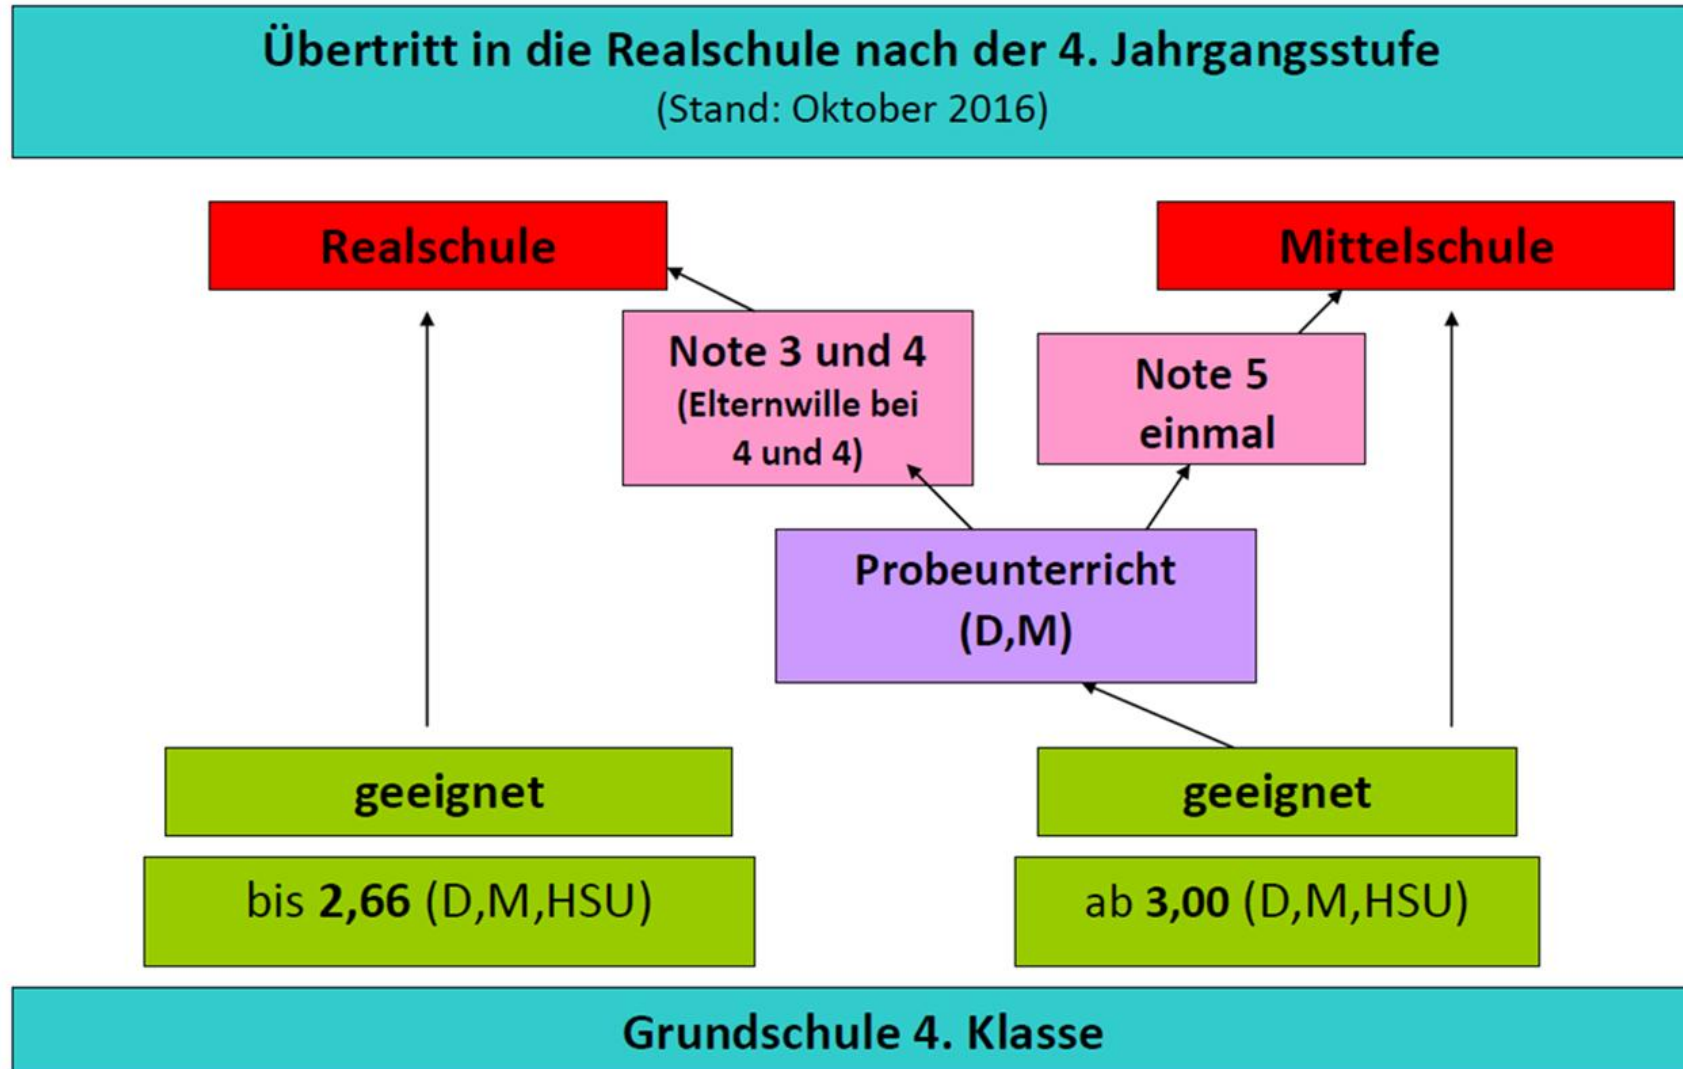 Übertritt in die Realschule nach der 4. Jahrgangsstufe
(Stand: Oktober 2016)
Realschule
Mittelschule
Note 3 und 4
(Elternwille bei
4 und 4)
Note 5
einmal
Probeunterricht
(D,M)
geeignet
geeignet
bis 2,66 (D,M,HSU)
ab 3,00 (D,M,HSU)
Grundschule 4. Klasse